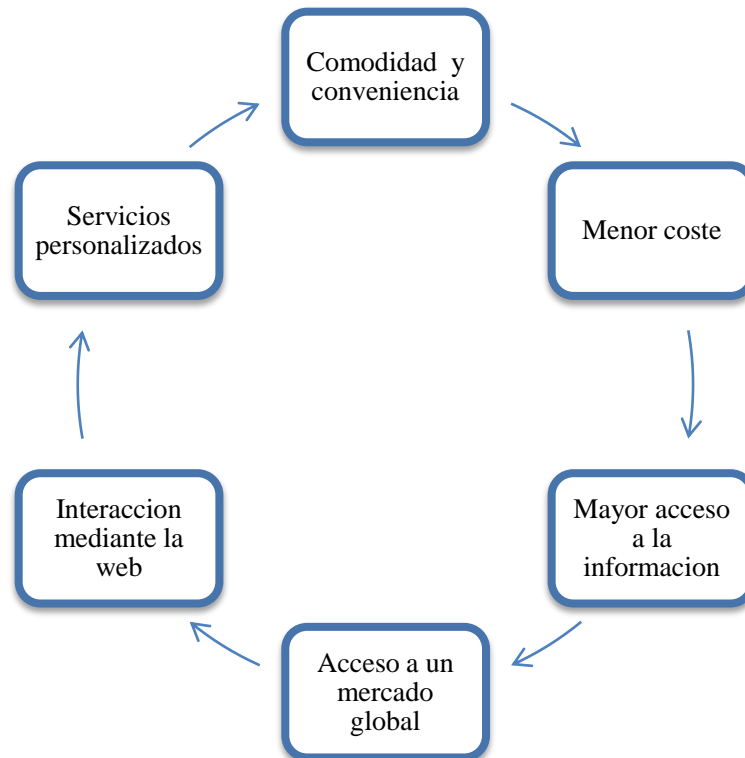 Comodidad y
conveniencia
Menor coste
Mayor acceso
a la
informacion
Acceso a un
mercado
global
Interaccion
mediante la
web
Servicios
personalizados